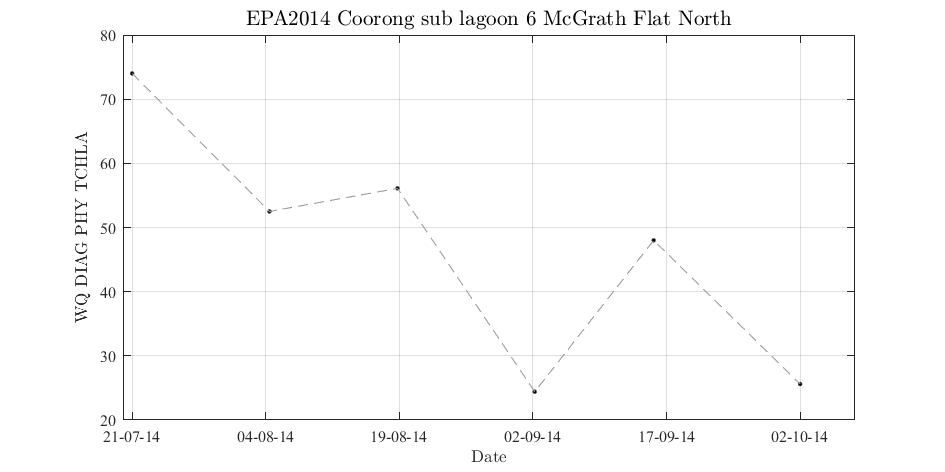 EPA2014 Coorong sub lagoon 6 McGrath Flat North
WQ DIAG PHY TCHLA
80
70
60
50
40
30
20
21-07-14 04-08-14 19-08-14 02-09-14 17-09-14 02-10-14
Date